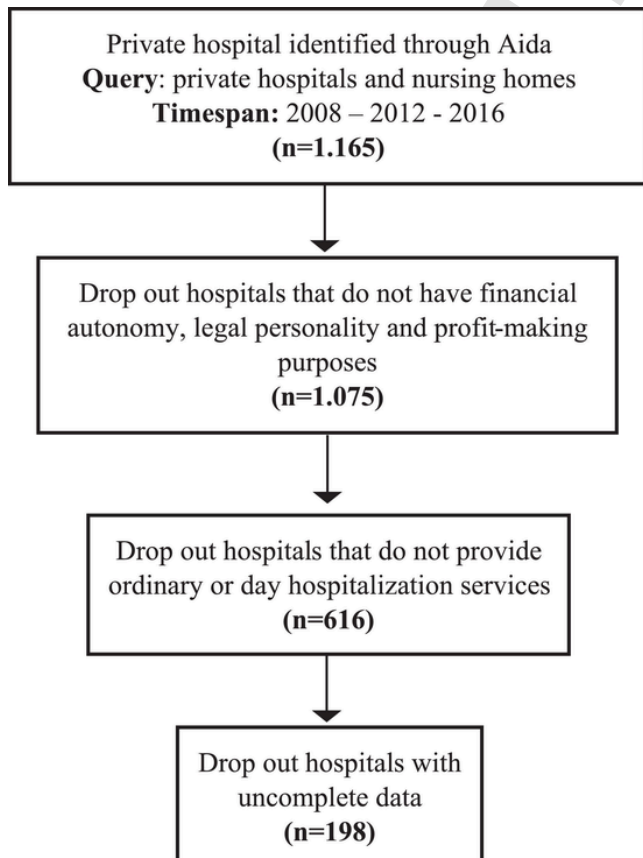 Private hospital identified through Aida
Query: private hospitals and nursing homes
Timespan: 2008 – 2012 - 2016
(n=1.165)
Drop out hospitals that do not have financial
autonomy, legal personality and profit-making
purposes
(n=1.075)
Drop out hospitals that do not provide
ordinary or day hospitalization services
(n=616)
Drop out hospitals with
uncomplete data
(n=198)